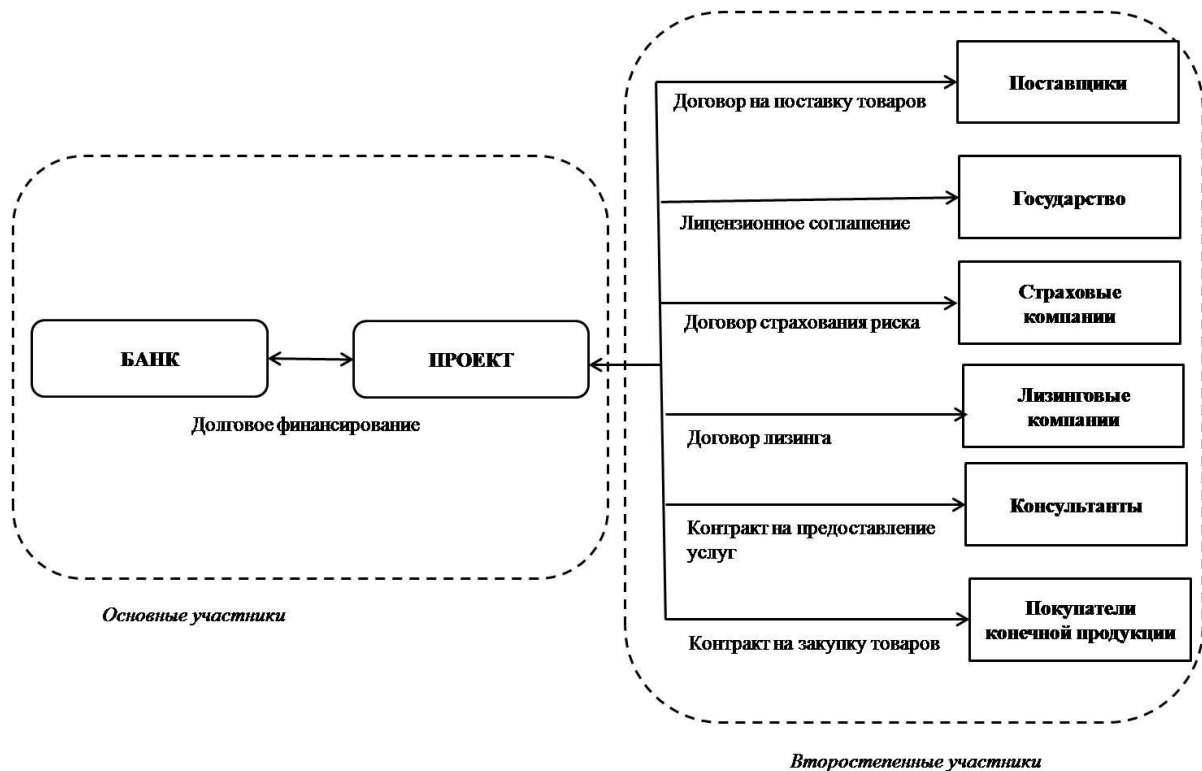 БАНК
ПРОЕКТ
Долговое финансирование
Основные участники
Договор на поставку товаров
Поставщики
Лицензионное соглашение
Государство
Договор страхования риска
Страховые
компании
Договор лизинга
Лизинговые
компании
Контракт на предоставление
услуг
Консультанты
Контракт на закупку товаров
Покупатели
конечной продукции
Второстепенные участники